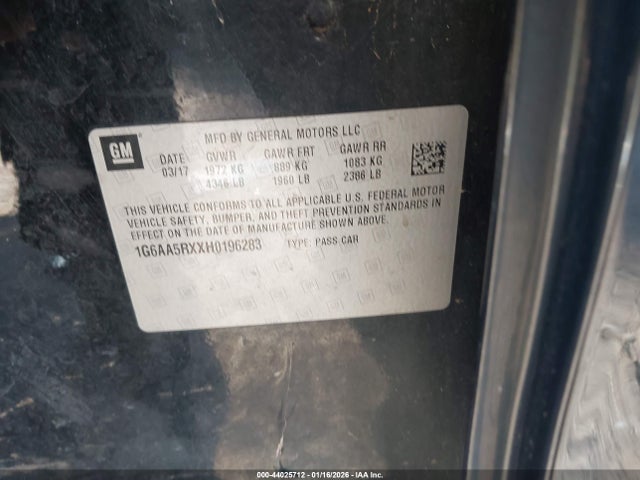 GM
MFD BY GENERAL MOTORS LLC
DATE GVWR GAWR FRT GAWR RR
03/17 1972 KG 889 KG 1083 KG
4346 LB 1960 LB 2386 LB
THIS VEHICLE CONFORMS TO ALL APPLICABLE U.S. FEDERAL MOTOR
VEHICLE SAFETY, BUMPER, AND THEFT PREVENTION STANDARDS IN
EFFECT ON THE DATE OF MANUFACTURE SHOWN ABOVE.
1G6AA5RXXH0196283 TYPE: PASS CAR
000-44025712 - 01/16/2026 - IAA Inc.